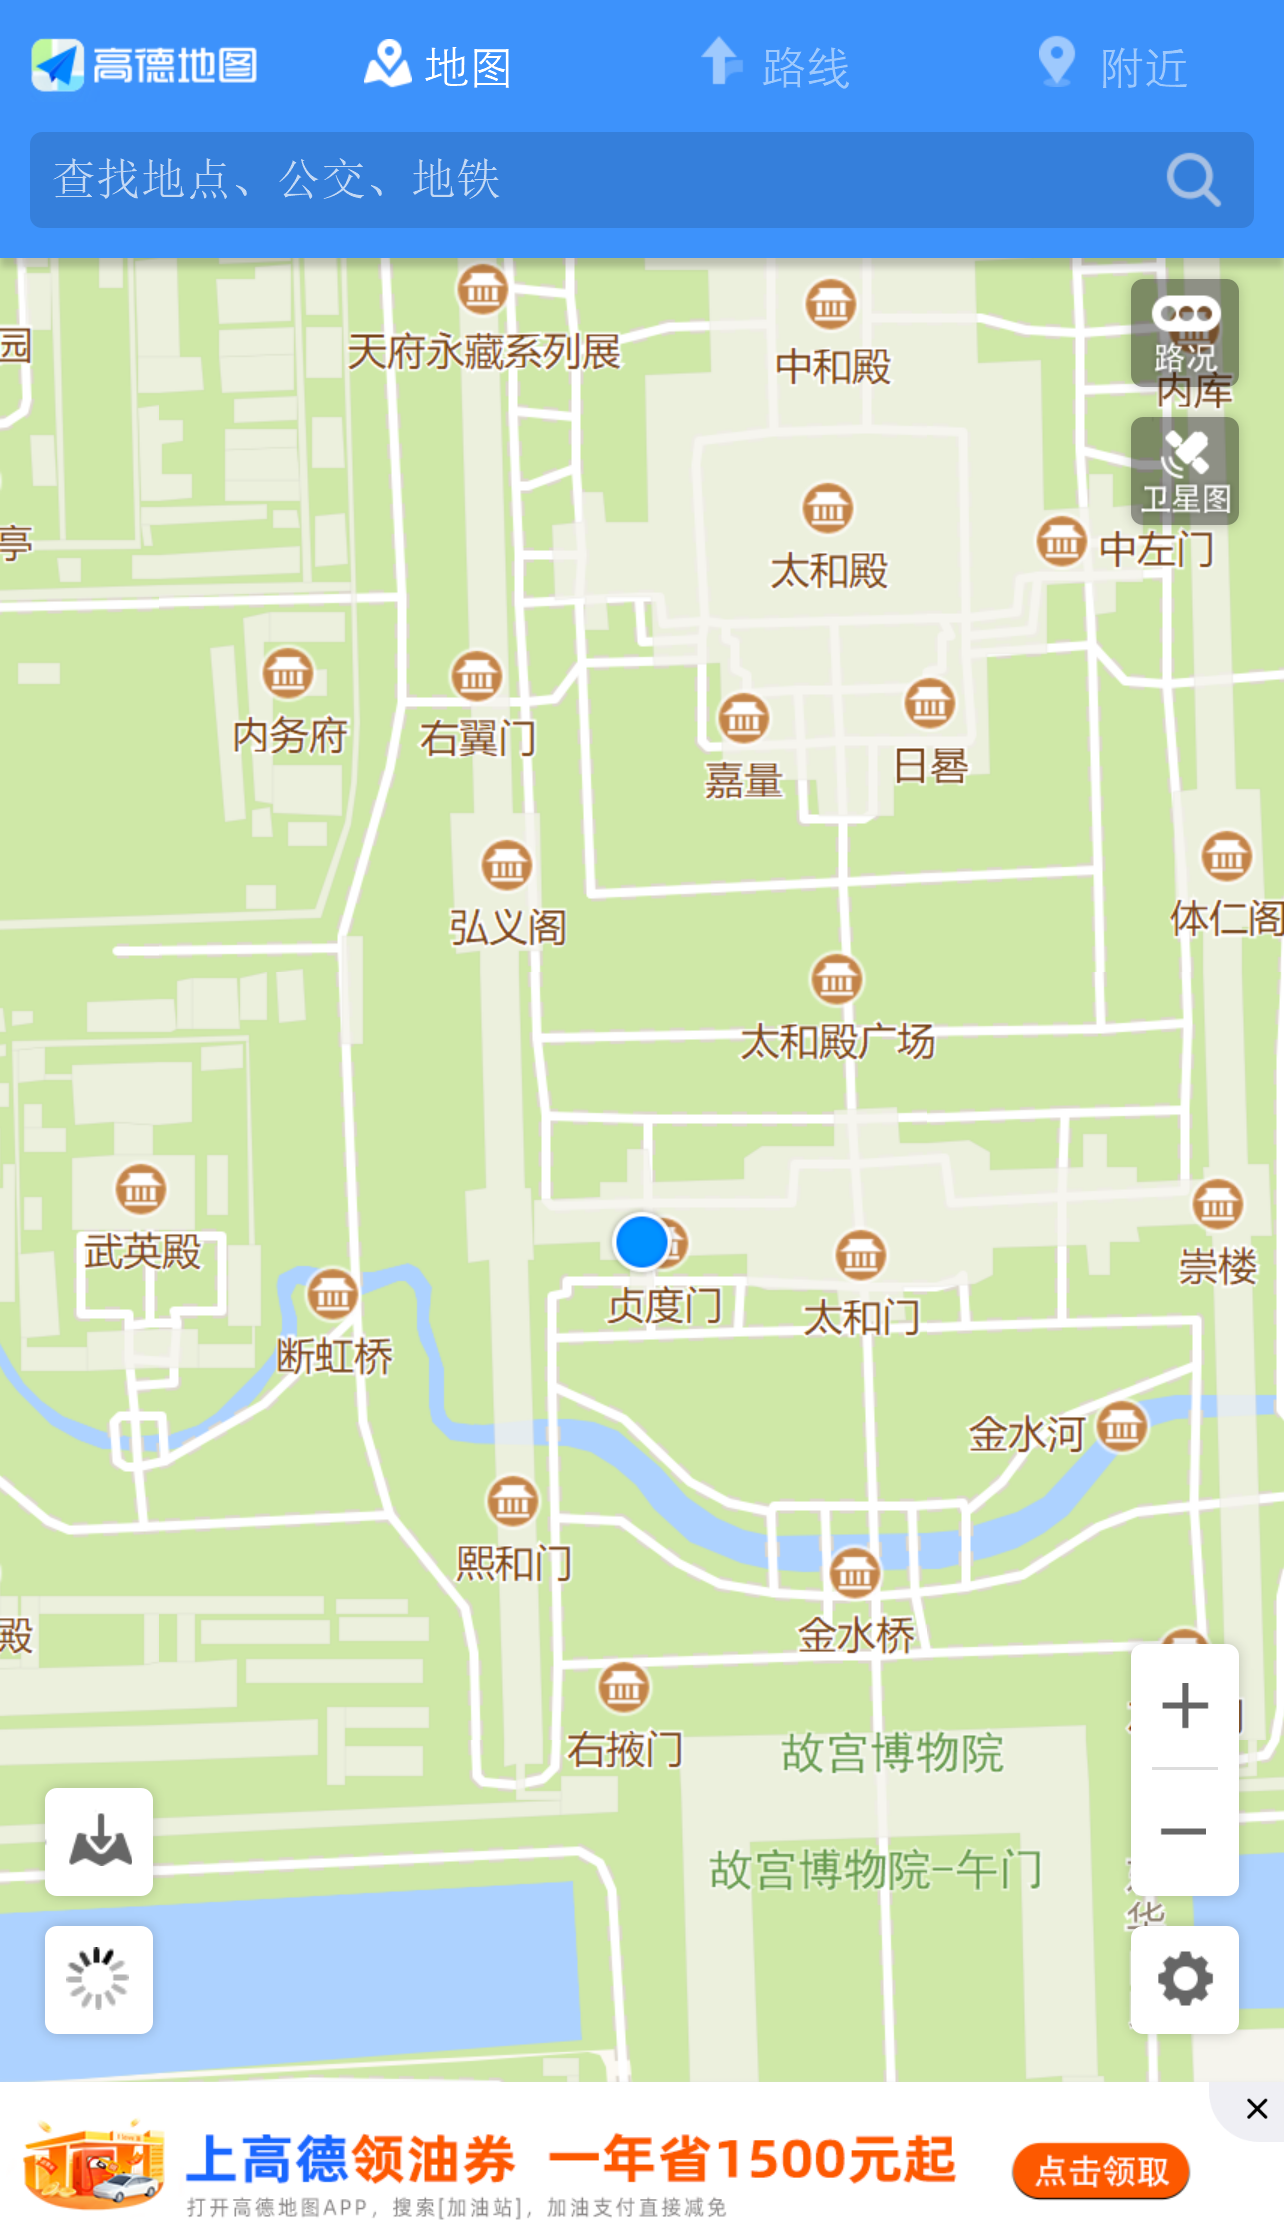 高德地图
地图
路线
附近
查找地点、公交、地铁
路况
卫星图
天府永藏系列展
中和殿
园
内库
太和殿
中左门
亭
内务府
右翼门
嘉量
日晷
弘义阁
体仁阁
太和殿广场
武英殿
贞度门
太和门
崇楼
断虹桥
金水河
熙和门
金水桥
殿
右掖门
故宫博物院
故宫博物院-午门
华
上高德领油券 一年省1500元起
打开高德地图APP，搜索[加油站]，加油支付直接减免
点击领取